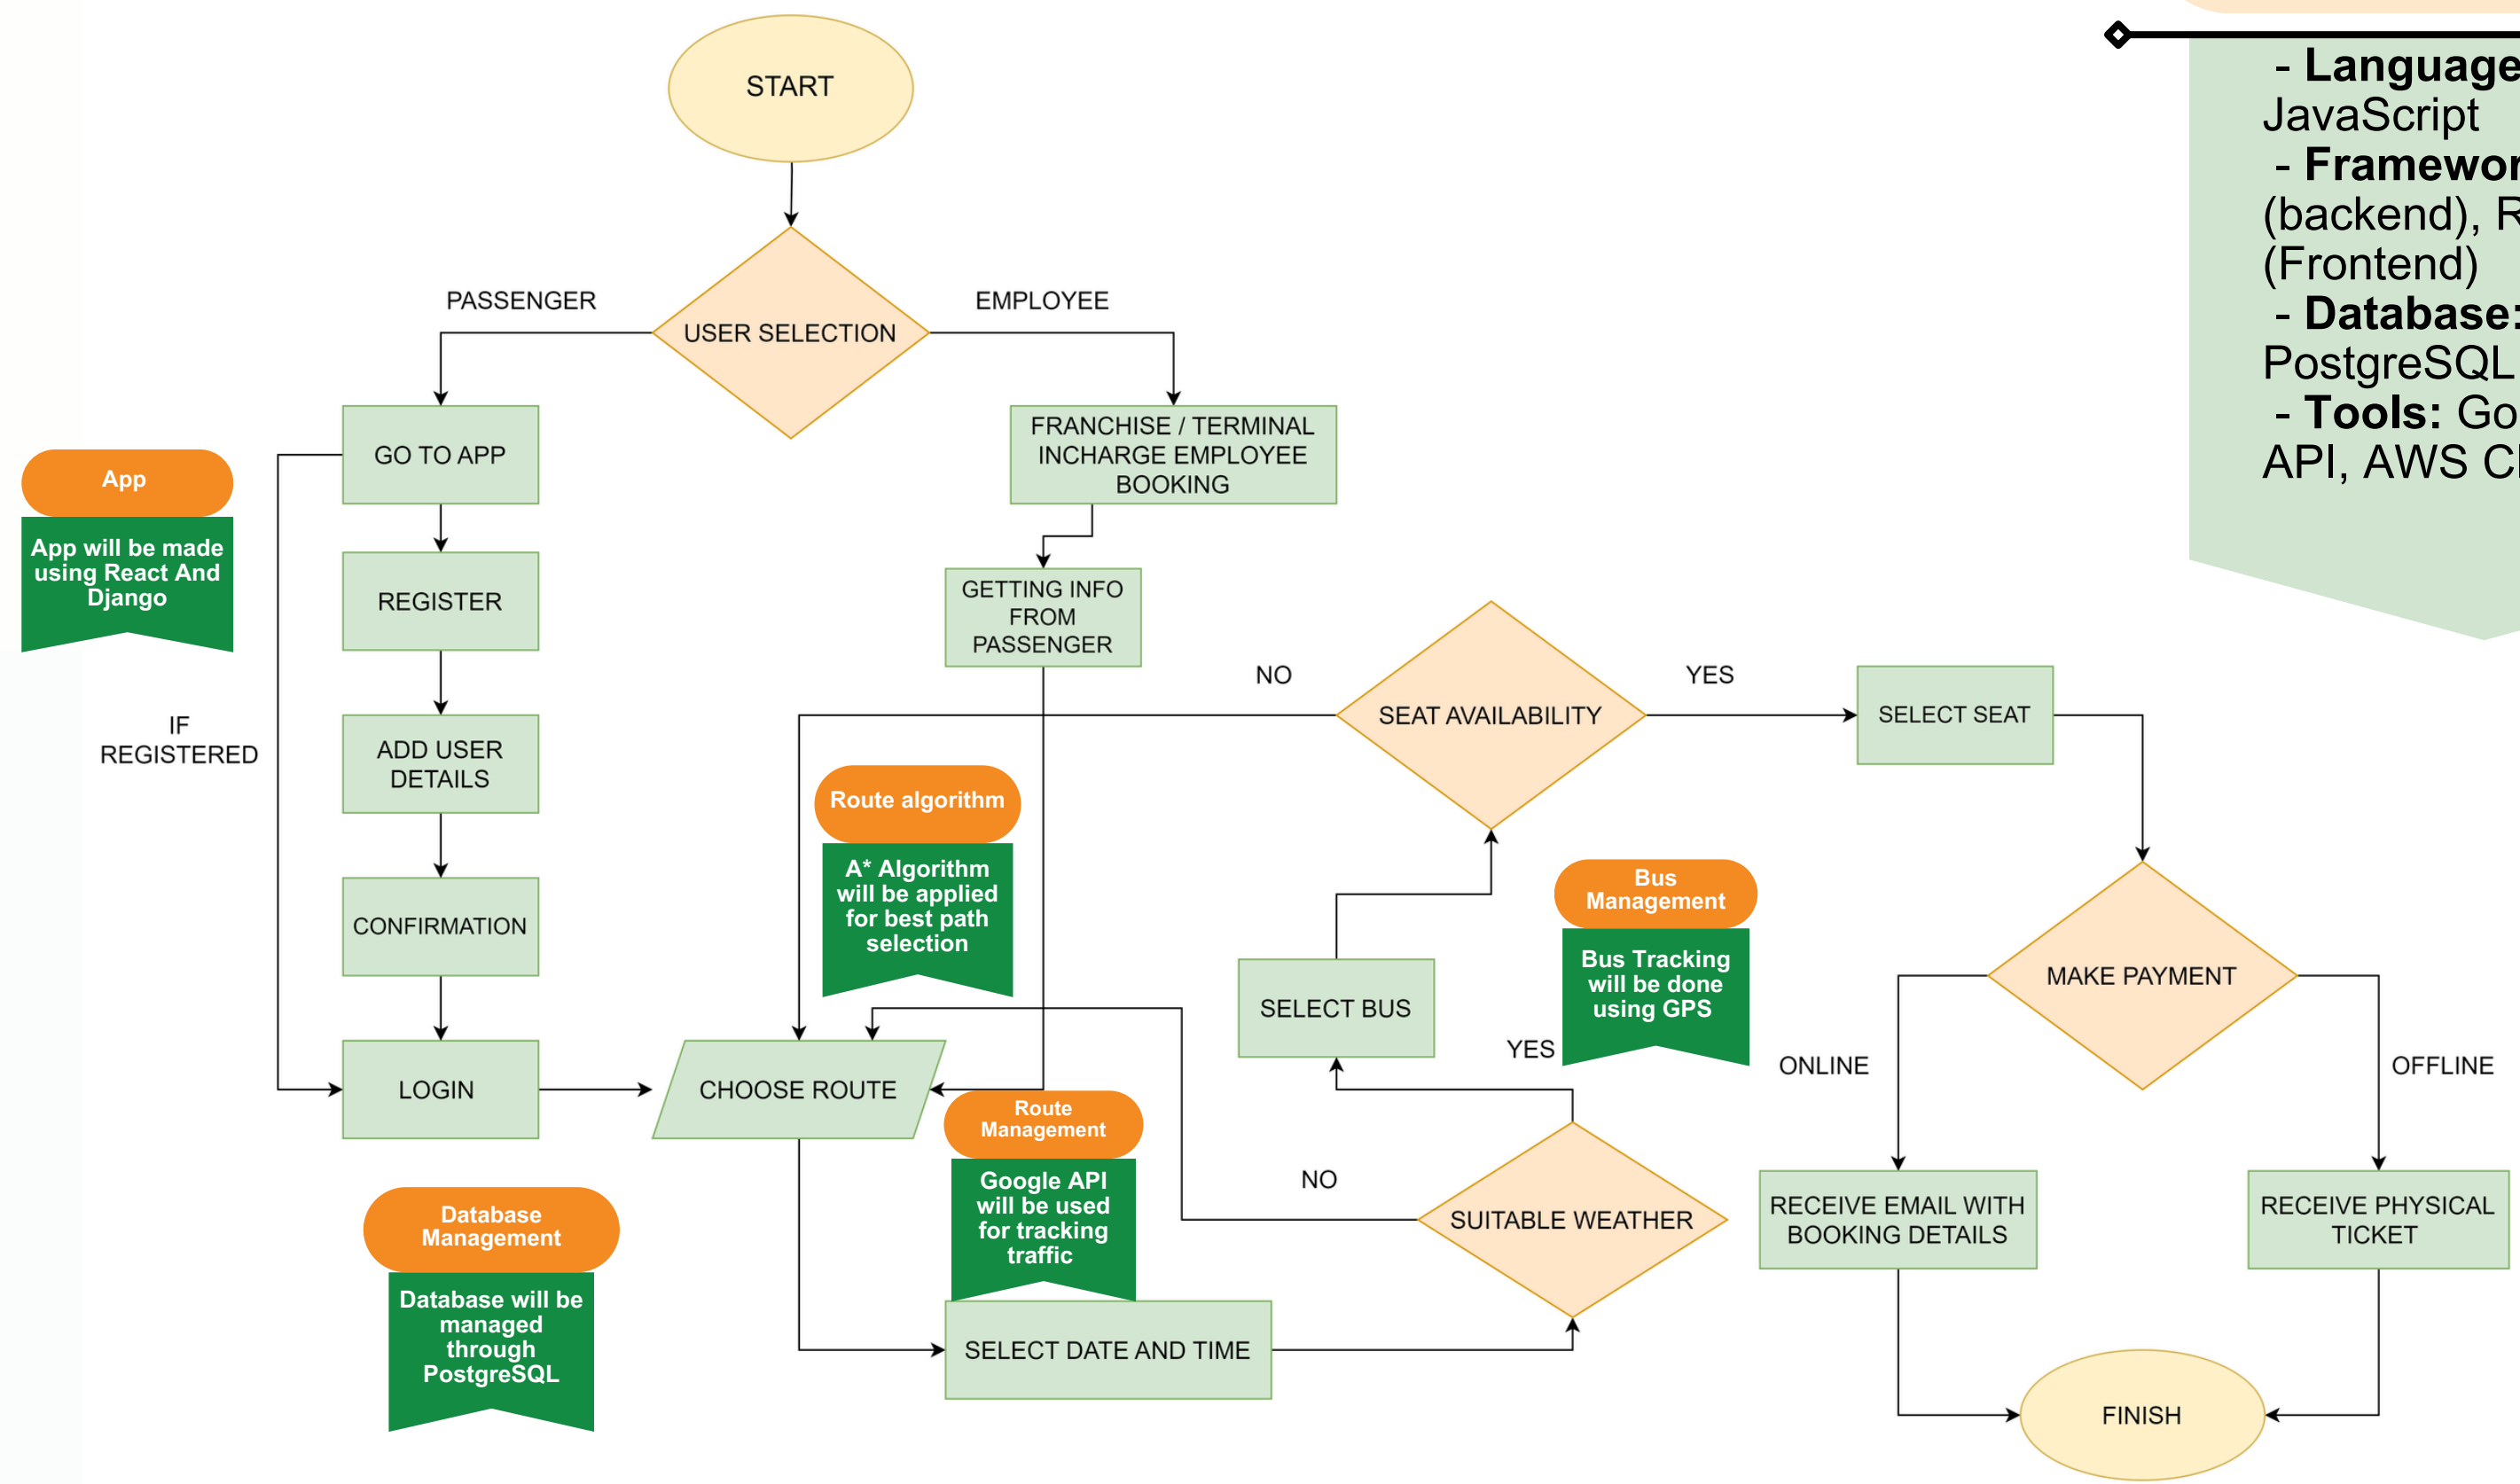 START
- Language
JavaScript
- Framewor
(backend), R
(Frontend)
- Database:
PostgreSQL
- Tools: Go
API, AWS Cl
PASSENGER
USER SELECTION
EMPLOYEE
GO TO APP
FRANCHISE / TERMINAL
INCHARGE EMPLOYEE
BOOKING
App
App will be made
using React And
Django
REGISTER
GETTING INFO
FROM
PASSENGER
IF
REGISTERED
ADD USER
DETAILS
NO
SEAT AVAILABILITY
YES
SELECT SEAT
Route algorithm
A* Algorithm
will be applied
for best path
selection
CONFIRMATION
Bus
Management
Bus Tracking
will be done
using GPS
SELECT BUS
YES
MAKE PAYMENT
ONLINE
OFFLINE
LOGIN
CHOOSE ROUTE
Route
Management
Google API
will be used
for tracking
traffic
NO
SUITABLE WEATHER
RECEIVE EMAIL WITH
BOOKING DETAILS
RECEIVE PHYSICAL
TICKET
Database
Management
Database will be
managed
through
PostgreSQL
SELECT DATE AND TIME
FINISH